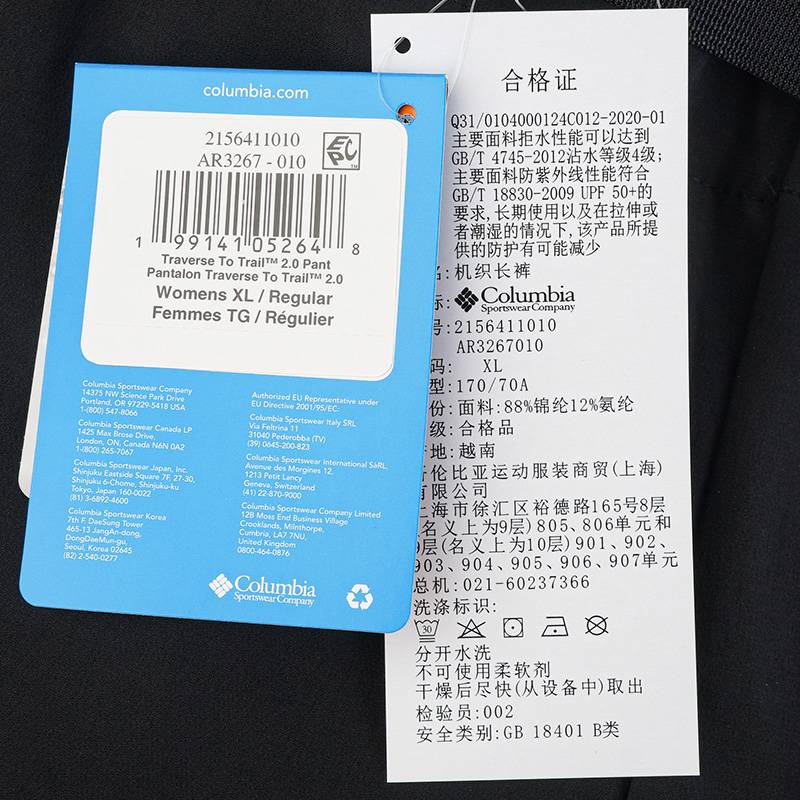 columbia.com
2156411010
AR3267 - 010
EPC
1 99141 05264 8
Traverse To Trail™ 2.0 Pant
Pantalon Traverse To Trail™ 2.0
Womens XL / Regular
Femmes TG / Régulier
Columbia Sportswear Company
14375 NW Science Park Drive
Portland, OR 97229-5418 USA
1-(800) 547-8066
Columbia Sportswear Canada LP
1425 Max Brose Drive,
London, ON, Canada N6N 0A2
1-(800) 265-7067
Columbia Sportswear Japan, Inc.
Shinjuku Eastside Square 7F, 27-30,
Shinjuku 6-Chome, Shinjuku-ku
Tokyo, Japan 160-0022
(81) 3-6892-4600
Columbia Sportswear Korea
7th F. DaeSung Tower
465-13 JangAn-dong,
DongDaeMun-gu,
Seoul, Korea 02645
(82) 2-540-0277
Authorized EU Representative under
EU Directive 2001/95/EC:
Columbia Sportswear Italy SRL
Via Feltrina 11
31040 Pederobba (TV)
(39) 0645-200-823
Columbia Sportswear International SàRL
Avenue des Morgines 12,
1213 Petit Lancy
Geneva, Switzerland
(41) 22-870-9000
Columbia Sportswear Company Limited
12B Moss End Business Village
Crooklands, Milnthorpe,
Cumbria, LA7 7NU,
United Kingdom
0800-464-0876
Columbia
Sportswear Company
合格证
Q31/0104000124C012-2020-01
主要面料拒水性能可以达到
GB/T 4745-2012沾水等级4级;
主要面料防紫外线性能符合
GB/T 18830-2009 UPF 50+的
要求,长期使用以及在拉伸或
者潮湿的情况下,该产品所提
供的防护有可能减少
名:机织长裤
标:Columbia
Sportswear Company
号:2156411010
AR3267010
码: XL
型:170/70A
份:面料:88%锦纶12%氨纶
级:合格品
地:越南
伦比亚运动服装商贸(上海)
有限公司
上海市徐汇区裕德路165号8层
(名义上为9层)805、806单元和
9层(名义上为10层)901、902、
903、904、905、906、907单元
总机:021-60237366
洗涤标识:
30
分开水洗
不可使用柔软剂
干燥后尽快(从设备中)取出
检验员:002
安全类别:GB 18401 B类